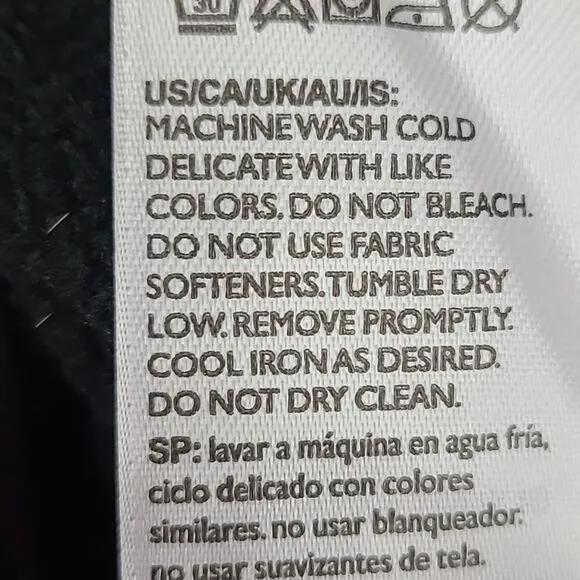 30
US/CA/UK/AU/IS:
MACHINE WASH COLD
DELICATE WITH LIKE
COLORS. DO NOT BLEACH.
DO NOT USE FABRIC
SOFTENERS. TUMBLE DRY
LOW. REMOVE PROMPTLY.
COOL IRON AS DESIRED.
DO NOT DRY CLEAN.
SP: lavar a máquina en agua fría,
ciclo delicado con colores
similares. no usar blanqueador.
no usar suavizantes de tela.